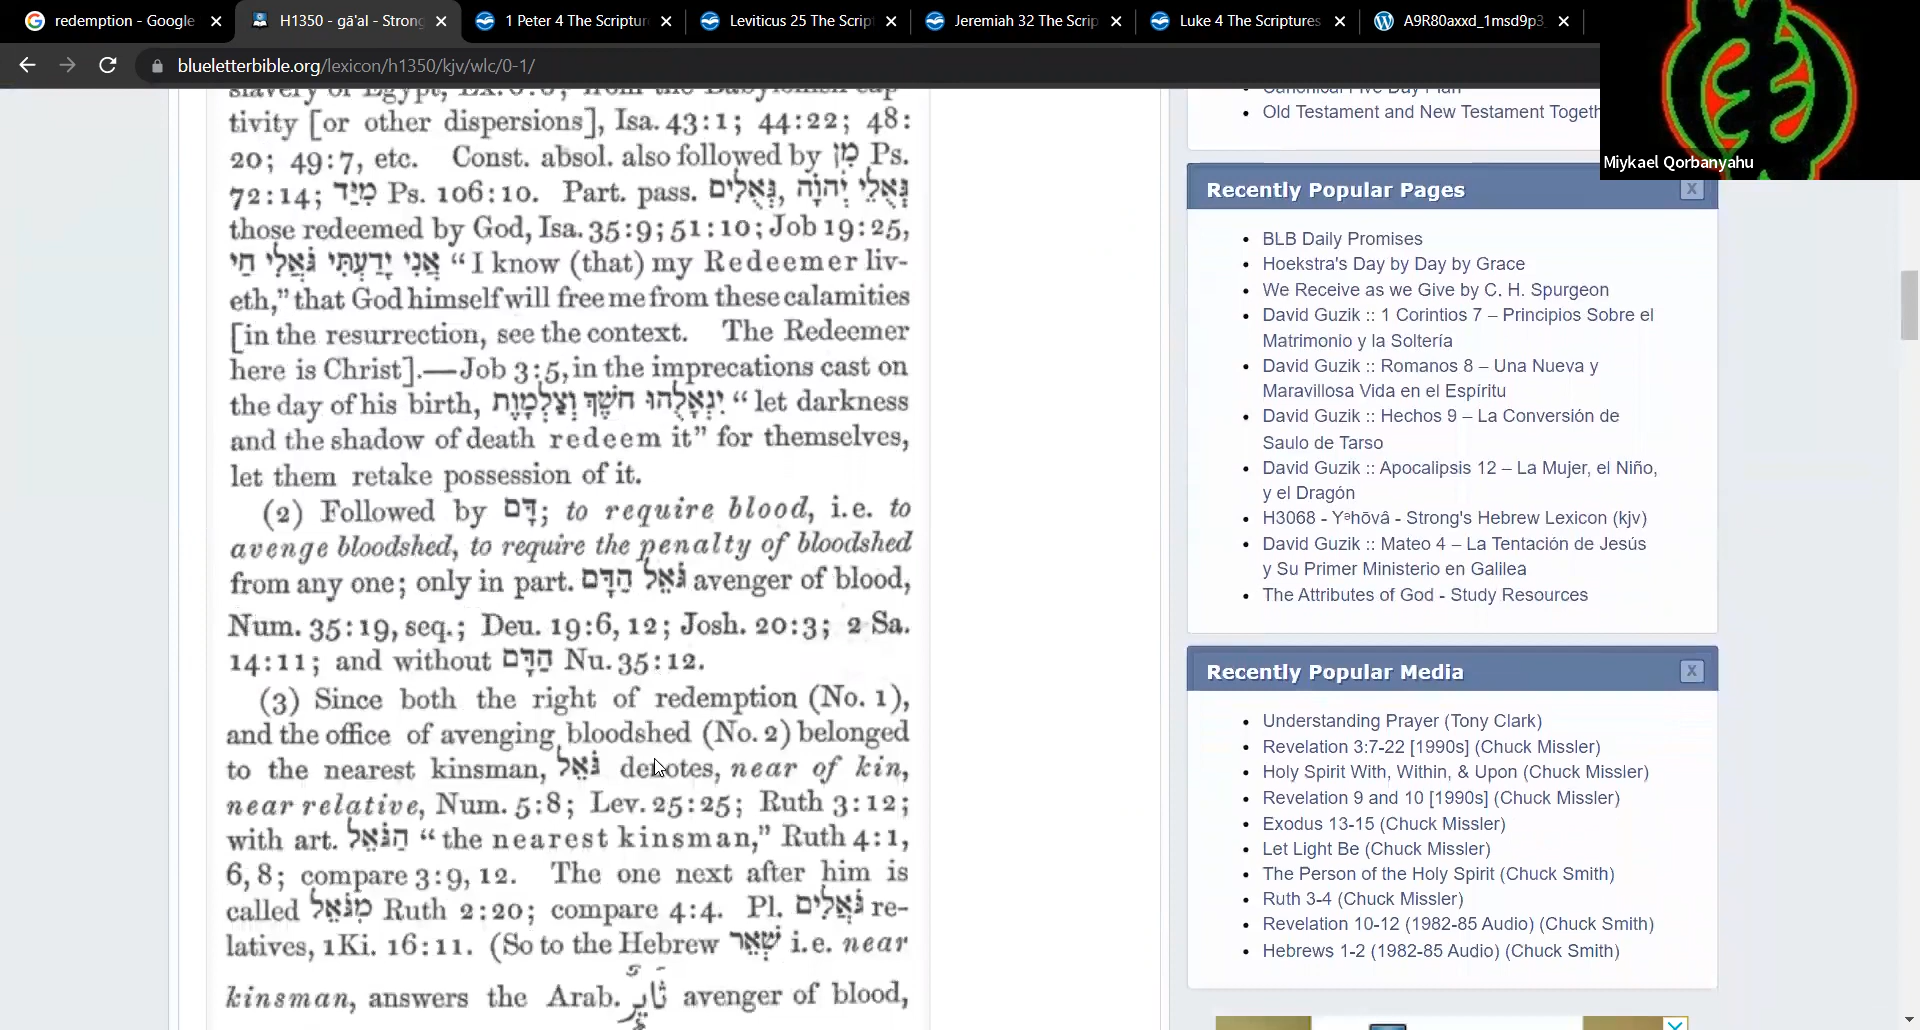 redemption - Google
H1350 - gā'al - Strong
1 Peter 4 The Scripture
Leviticus 25 The Script
Jeremiah 32 The Scrip
Luke 4 The Scriptures
A9R80axxd_1msd9p3
blueletterbible.org/lexicon/h1350/kjv/wlc/0-1/
Miykael Qorbanyahu
slavery of Egypt, Ex. 6:6; from the Babylonish cap-
tivity [or other dispersions], Isa. 43:1; 44:22; 48:
20; 49:7, etc. Const. absol. also followed by מִן Ps.
72:14; מִיַּד Ps. 106:10. Part. pass. גְּאוּלִים, גְּאֻלֵי יְהֹוָה
those redeemed by God, Isa. 35:9; 51:10; Job 19:25,
אֲנִי יָדַעְתִּי גֹּאֲלִי חַי “I know (that) my Redeemer liv-
eth,” that God himself will free me from these calamities
[in the resurrection, see the context. The Redeemer
here is Christ].—Job 3:5, in the imprecations cast on
the day of his birth, יִגְאָלֻהוּ חֹשֶׁךְ וְצַלְמָוֶת “let darkness
and the shadow of death redeem it” for themselves,
let them retake possession of it.
(2) Followed by דָּם; to require blood, i.e. to
avenge bloodshed, to require the penalty of bloodshed
from any one; only in part. גֹּאֵל הַדָּם avenger of blood,
Num. 35:19, seq.; Deu. 19:6, 12; Josh. 20:3; 2 Sa.
14:11; and without הַדָּם Nu. 35:12.
(3) Since both the right of redemption (No. 1),
and the office of avenging bloodshed (No. 2) belonged
to the nearest kinsman, גֹּאֵל denotes, near of kin,
near relative, Num. 5:8; Lev. 25:25; Ruth 3:12;
with art. הַגֹּאֵל “the nearest kinsman,” Ruth 4:1,
6, 8; compare 3:9, 12. The one next after him is
called מִגֹּאֵל Ruth 2:20; compare 4:4. Pl. גֹּאֲלִים re-
latives, 1Ki. 16:11. (So to the Hebrew שְׁאֵר i.e. near
kinsman, answers the Arab. avenger of blood,
Canonical Five Day Plan
Old Testament and New Testament Togeth
Recently Popular Pages
X
BLB Daily Promises
Hoekstra's Day by Day by Grace
We Receive as we Give by C. H. Spurgeon
David Guzik :: 1 Corintios 7 – Principios Sobre el
Matrimonio y la Soltería
David Guzik :: Romanos 8 – Una Nueva y
Maravillosa Vida en el Espíritu
David Guzik :: Hechos 9 – La Conversión de
Saulo de Tarso
David Guzik :: Apocalipsis 12 – La Mujer, el Niño,
y el Dragón
H3068 - Yᵊhōvâ - Strong's Hebrew Lexicon (kjv)
David Guzik :: Mateo 4 – La Tentación de Jesús
y Su Primer Ministerio en Galilea
The Attributes of God - Study Resources
Recently Popular Media
X
Understanding Prayer (Tony Clark)
Revelation 3:7-22 [1990s] (Chuck Missler)
Holy Spirit With, Within, & Upon (Chuck Missler)
Revelation 9 and 10 [1990s] (Chuck Missler)
Exodus 13-15 (Chuck Missler)
Let Light Be (Chuck Missler)
The Person of the Holy Spirit (Chuck Smith)
Ruth 3-4 (Chuck Missler)
Revelation 10-12 (1982-85 Audio) (Chuck Smith)
Hebrews 1-2 (1982-85 Audio) (Chuck Smith)